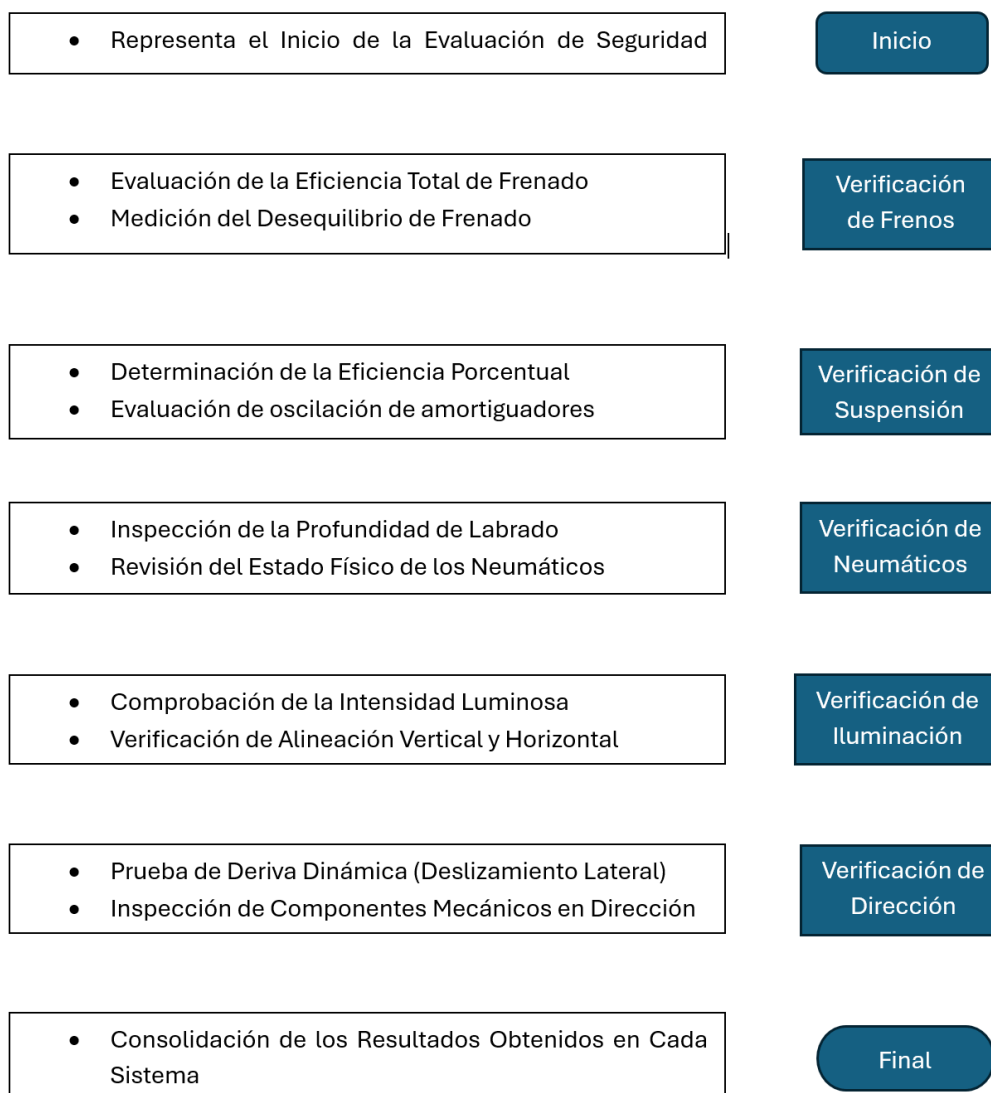 • Representa el Inicio de la Evaluación de Seguridad
Inicio
• Evaluación de la Eficiencia Total de Frenado
• Medición del Desequilibrio de Frenado
Verificación
de Frenos
• Determinación de la Eficiencia Porcentual
• Evaluación de oscilación de amortiguadores
Verificación de
Suspensión
• Inspección de la Profundidad de Labrado
• Revisión del Estado Físico de los Neumáticos
Verificación de
Neumáticos
• Comprobación de la Intensidad Luminosa
• Verificación de Alineación Vertical y Horizontal
Verificación de
Iluminación
• Prueba de Deriva Dinámica (Deslizamiento Lateral)
• Inspección de Componentes Mecánicos en Dirección
Verificación de
Dirección
• Consolidación de los Resultados Obtenidos en Cada
Sistema
Final